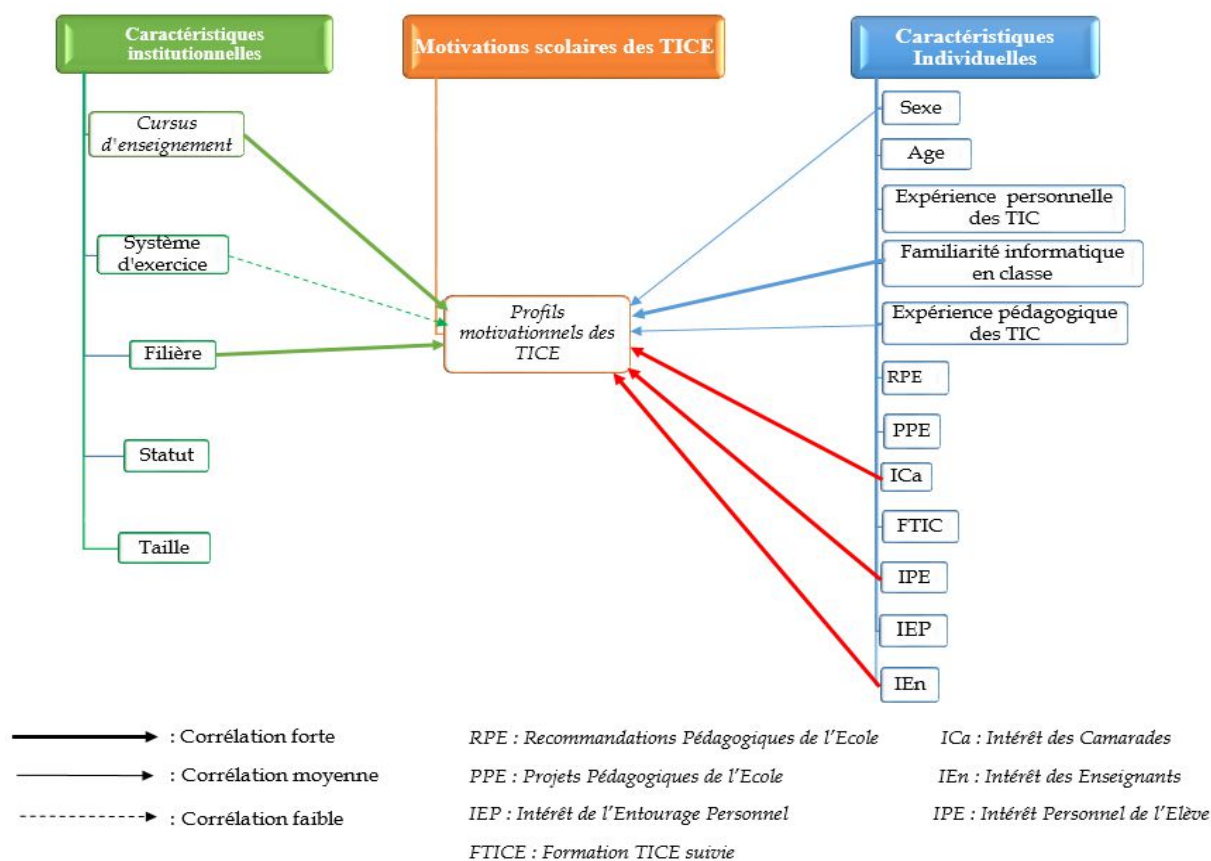 Caractéristiques
institutionnelles
Motivations scolaires des TICE
Caractéristiques
Individuelles
Cursus
d'enseignement
Système
d'exercice
Filière
Statut
Taille
Profils
motivationnels des
TICE
Sexe
Age
Expérience personnelle
des TIC
Familiarité informatique
en classe
Expérience pédagogique
des TIC
RPE
PPE
ICa
FTIC
IPE
IEP
IEn
: Corrélation forte
: Corrélation moyenne
: Corrélation faible
RPE : Recommandations Pédagogiques de l'Ecole
PPE : Projets Pédagogiques de l'Ecole
IEP : Intérêt de l'Entourage Personnel
FTICE : Formation TICE suivie
ICa : Intérêt des Camarades
IEn : Intérêt des Enseignants
IPE : Intérêt Personnel de l'Elève